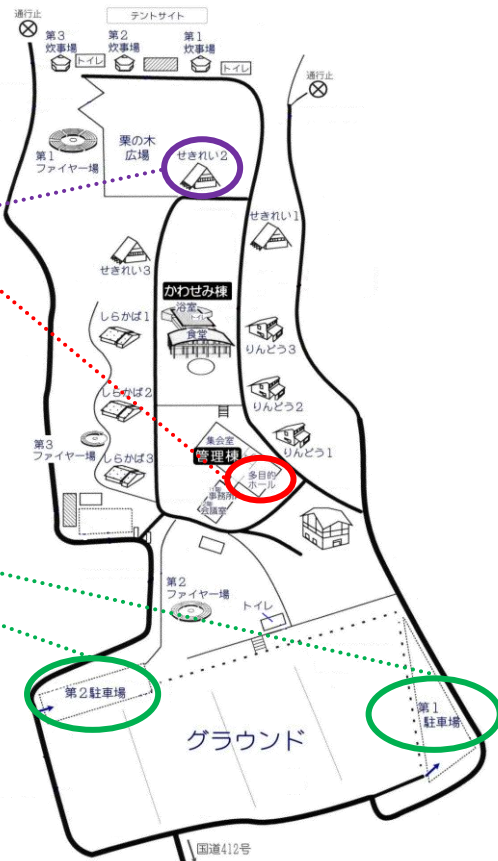 通行止
テントサイト
第3
炊事場
トイレ
第2
炊事場
第1
炊事場
トイレ
通行止
栗の木
広場
第1
ファイヤー場
せきれい2
せきれい1
せきれい3
かわせみ棟
浴室
トイレ
食堂
しらかば1
りんどう3
しらかば2
りんどう2
第3
ファイヤー場
しらかば3
集会室
りんどう1
管理棟
多目的
ホール
事務所
会議室
第2
ファイヤー場
トイレ
第2駐車場
第1
駐車場
グラウンド
国道412号